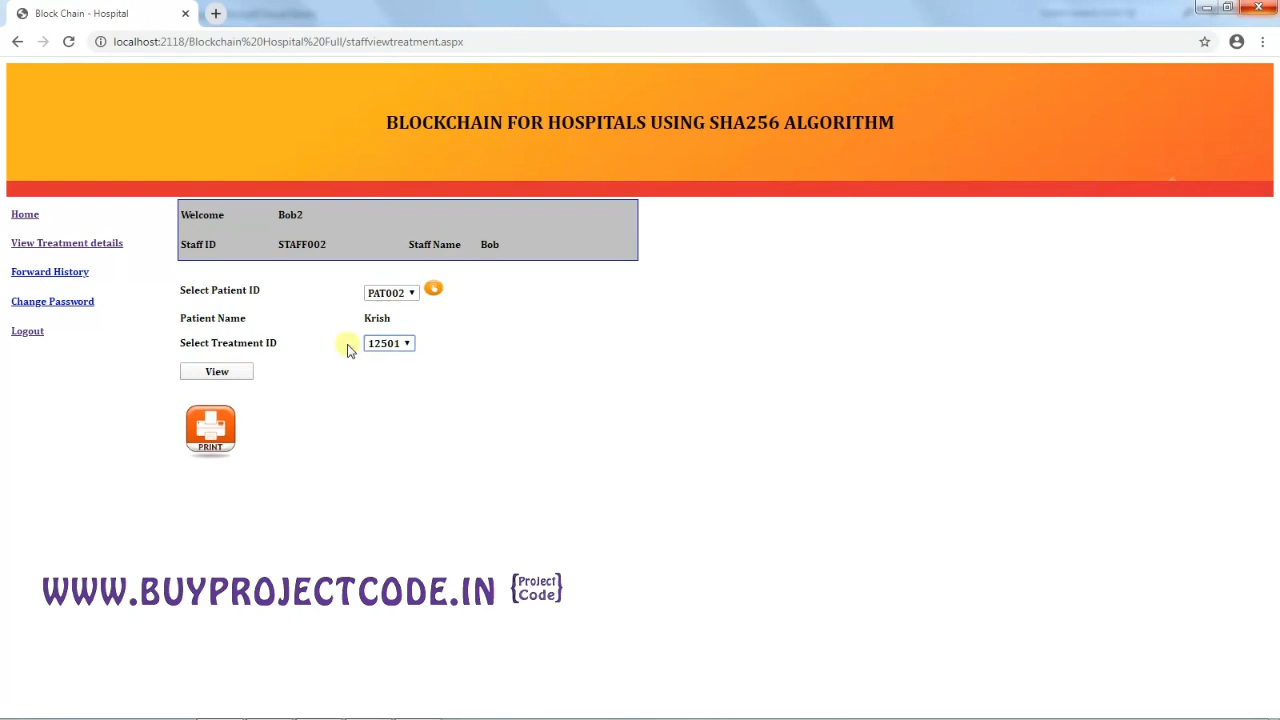 Block Chain - Hospital
localhost:2118/Blockchain%20Hospital%20Full/staffviewtreatment.aspx
BLOCKCHAIN FOR HOSPITALS USING SHA256 ALGORITHM
Home
View Treatment details
Forward History
Change Password
Logout
Welcome Bob2
Staff ID STAFF002 Staff Name Bob
Select Patient ID PAT002
Patient Name Krish
Select Treatment ID 12501
View
PRINT
WWW.BUYPROJECTCODE.IN {Project Code}